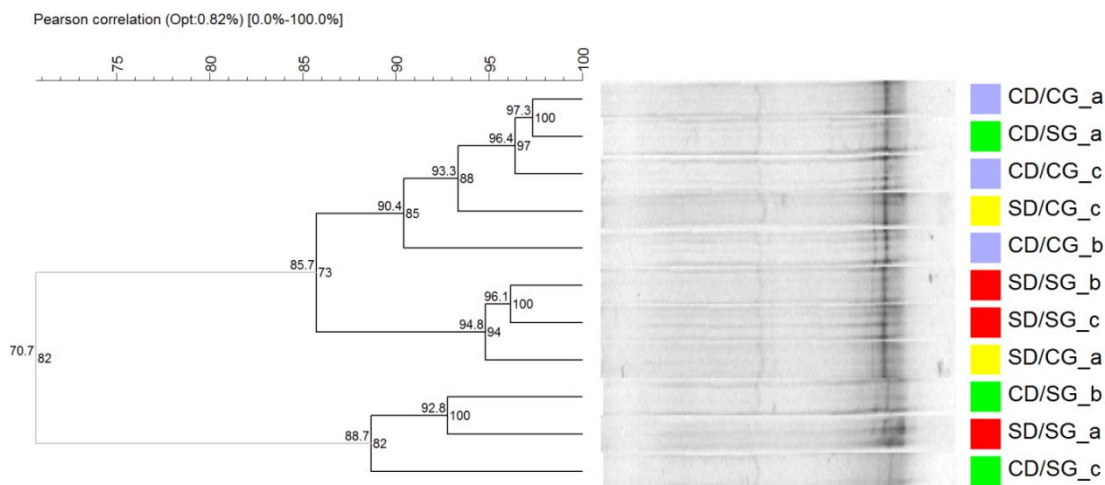 Pearson correlation (Opt:0.82%) [0.0%-100.0%]
75 80 85 90 95 100
97.3 100 CD/CG_a
CD/SG_a
96.4 97
CD/CG_c
93.3 88
SD/CG_c
90.4 85
CD/CG_b
85.7 73
96.1 100 SD/SG_b
SD/SG_c
94.8 94
SD/CG_a
70.7 82
92.8 100 CD/SG_b
SD/SG_a
88.7 82
CD/SG_c